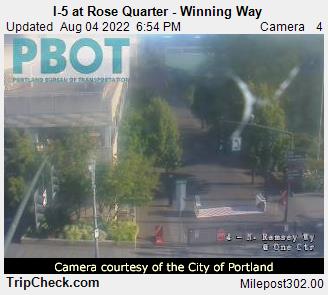 I-5 at Rose Quarter - Winning Way
Updated Aug 04 2022 6:54 PM Camera 4
PBOT
PORTLAND BUREAU OF TRANSPORTATION
4 - N. Ramsey Wy
@ One Ctr
Camera courtesy of the City of Portland
TripCheck.com Milepost302.00